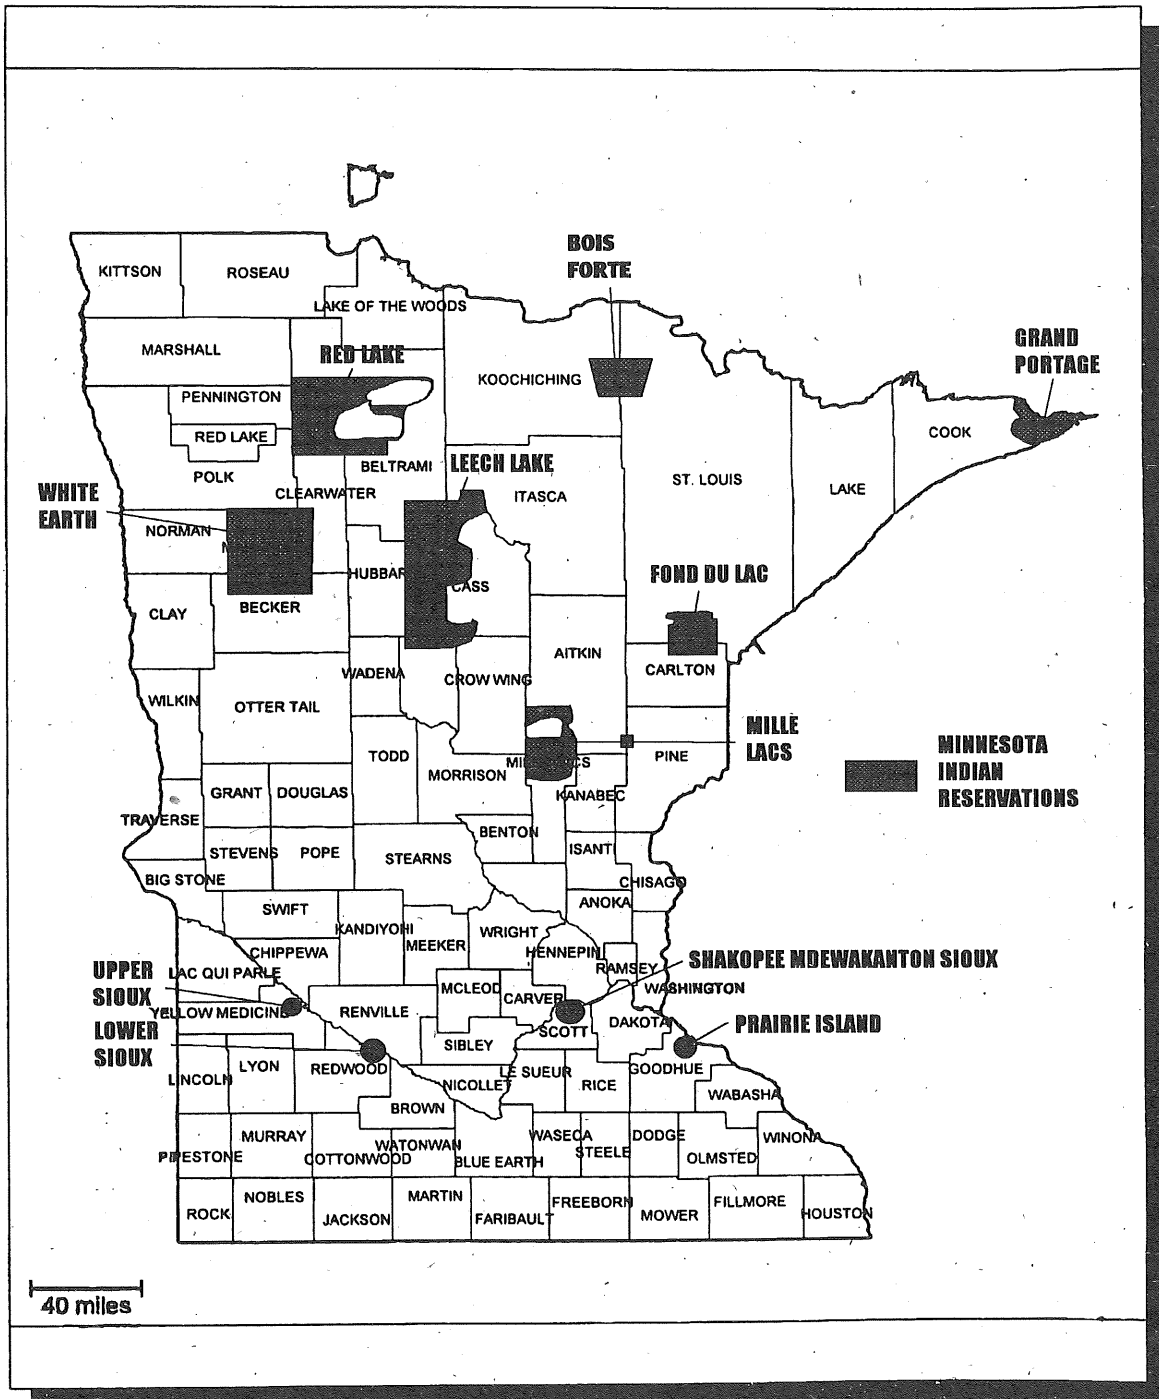 BOIS
FORTE
KITTSON
ROSEAU
LAKE OF THE WOODS
GRAND
PORTAGE
MARSHALL
RED LAKE
KOOCHICHING
PENNINGTON
RED LAKE
COOK
POLK
BELTRAMI
LEECH LAKE
ST. LOUIS
LAKE
WHITE
EARTH
CLEARWATER
ITASCA
NORMAN
HUBBAR
CASS
FOND DU LAC
CLAY
BECKER
AITKIN
CARLTON
WADENA
CROW WING
WILKIN
OTTER TAIL
MILLE
LACS
MINNESOTA
INDIAN
RESERVATIONS
TODD
MORRISON
PINE
GRANT
DOUGLAS
KANABEC
TRAVERSE
BENTON
STEVENS
POPE
STEARNS
ISANTI
BIG STONE
CHISAGO
SWIFT
ANOKA
KANDIYOHI
MEEKER
WRIGHT
CHIPPEWA
HENNEPIN
SHAKOPEE MDEWAKANTON SIOUX
UPPER
SIOUX
LAC QUI PARLE
RAMSEY
WASHINGTON
MCLEOD
CARVER
YELLOW MEDICINE
RENVILLE
LOWER
SIOUX
SCOTT
DAKOTA
PRAIRIE ISLAND
SIBLEY
LINCOLN
LYON
REDWOOD
NICOLLET
LE SUEUR
RICE
GOODHUE
WABASHA
BROWN
MURRAY
PIPESTONE
COTTONWOOD
WATONWAN
BLUE EARTH
WASECA
STEELE
DODGE
OLMSTED
WINONA
ROCK
NOBLES
JACKSON
MARTIN
FARIBAULT
FREEBORN
MOWER
FILLMORE
HOUSTON
40 miles